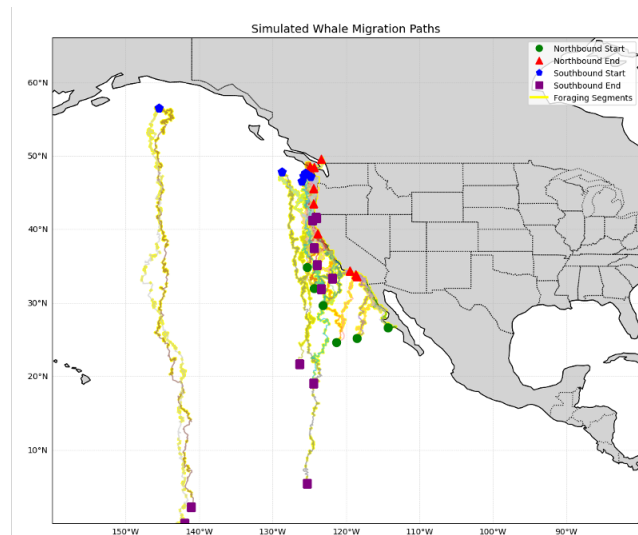 Simulated Whale Migration Paths
Northbound Start
Northbound End
Southbound Start
Southbound End
Foraging Segments
60°N
50°N
40°N
30°N
20°N
10°N
150°W
140°W
130°W
120°W
110°W
100°W
90°W